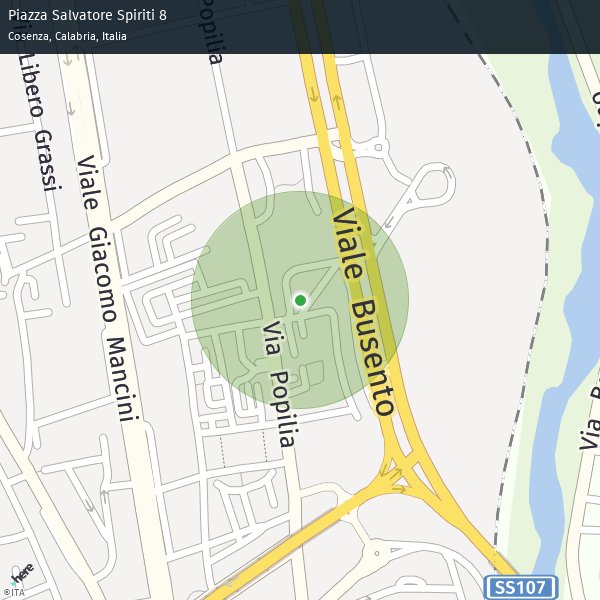 Piazza Salvatore Spiriti 8
Cosenza, Calabria, Italia
Popilia
Libero Grassi
Viale Giacomo Mancini
Viale Busento
Via Popilia
Via
SS107
here
©ITA